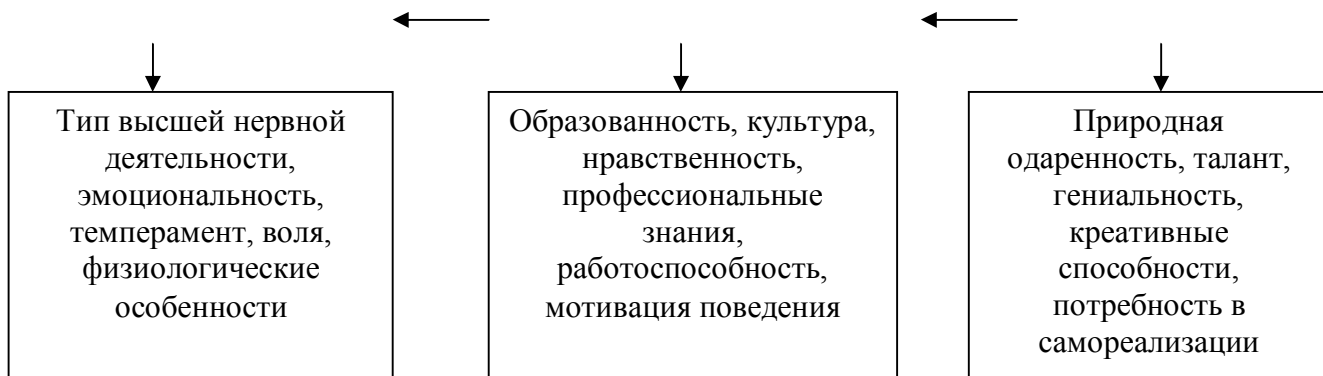 Тип высшей нервной
деятельности,
эмоциональность,
темперамент, воля,
физиологические
особенности
Образованность, культура,
нравственность,
профессиональные
знания,
работоспособность,
мотивация поведения
Природная
одаренность, талант,
гениальность,
креативные
способности,
потребность в
самореализации